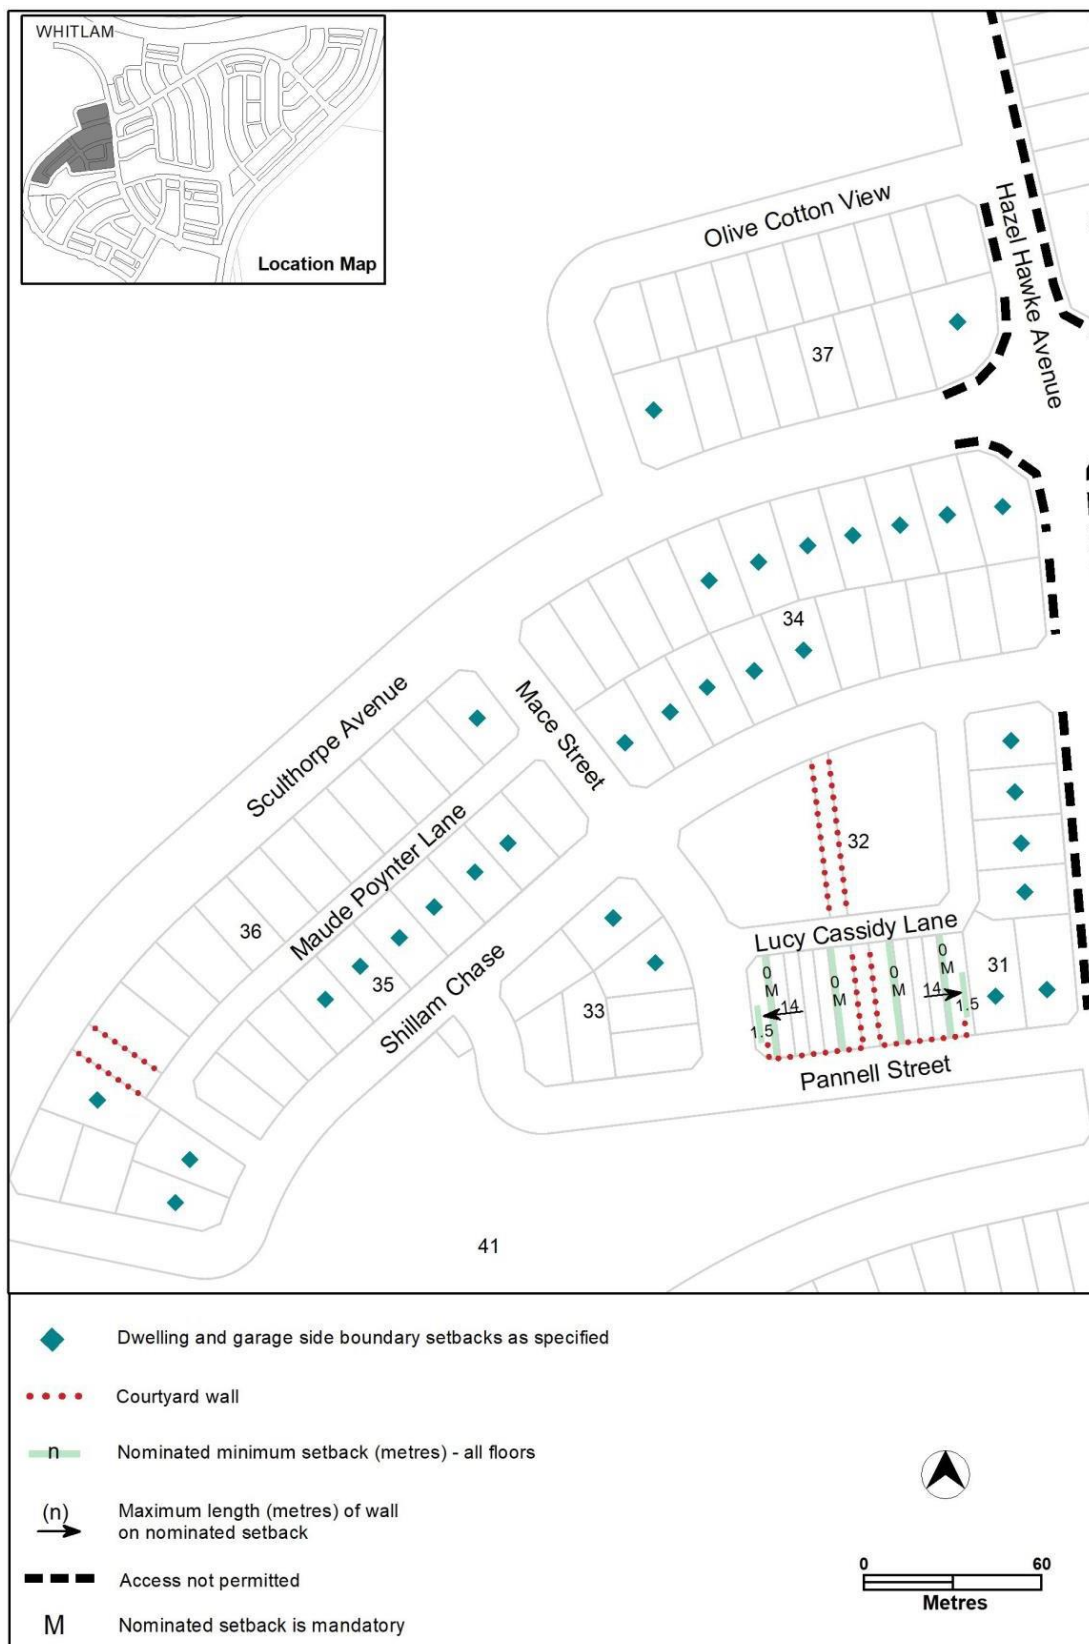 WHITLAM
Location Map
Olive Cotton View
Hazel Hawke Avenue
37
34
Sculthorpe Avenue
Mace Street
Maude Poynter Lane
32
36
35
Shillam Chase
Lucy Cassidy Lane
33
31
0
M
14
1.5
0
M
0
M
0
M
14
1.5
Pannell Street
41
Dwelling and garage side boundary setbacks as specified
Courtyard wall
n
Nominated minimum setback (metres) - all floors
(n)
Maximum length (metres) of wall
on nominated setback
Access not permitted
M
Nominated setback is mandatory
0 60
Metres